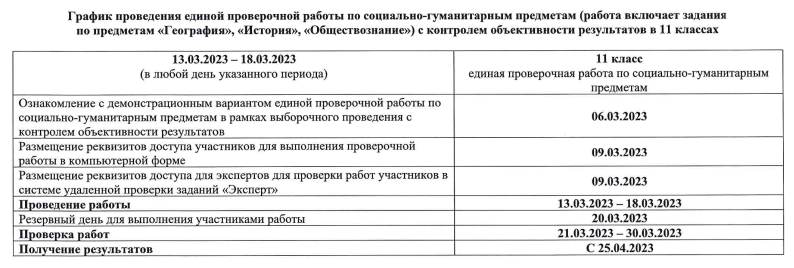 График проведения единой проверочной работы по социально-гуманитарным предметам (работа включает задания
по предметам «География», «История», «Обществознание») с контролем объективности результатов в 11 классах
13.03.2023 – 18.03.2023
(в любой день указанного периода)
11 класс
единая проверочная работа по социально-гуманитарным
предметам
Ознакомление с демонстрационным вариантом единой проверочной работы по
социально-гуманитарным предметам в рамках выборочного проведения с
контролем объективности результатов
06.03.2023
Размещение реквизитов доступа участников для выполнения проверочной
работы в компьютерной форме
09.03.2023
Размещение реквизитов доступа для экспертов для проверки работ участников в
системе удаленной проверки заданий «Эксперт»
09.03.2023
Проведение работы
13.03.2023 – 18.03.2023
Резервный день для выполнения участниками работы
20.03.2023
Проверка работ
21.03.2023 – 30.03.2023
Получение результатов
С 25.04.2023